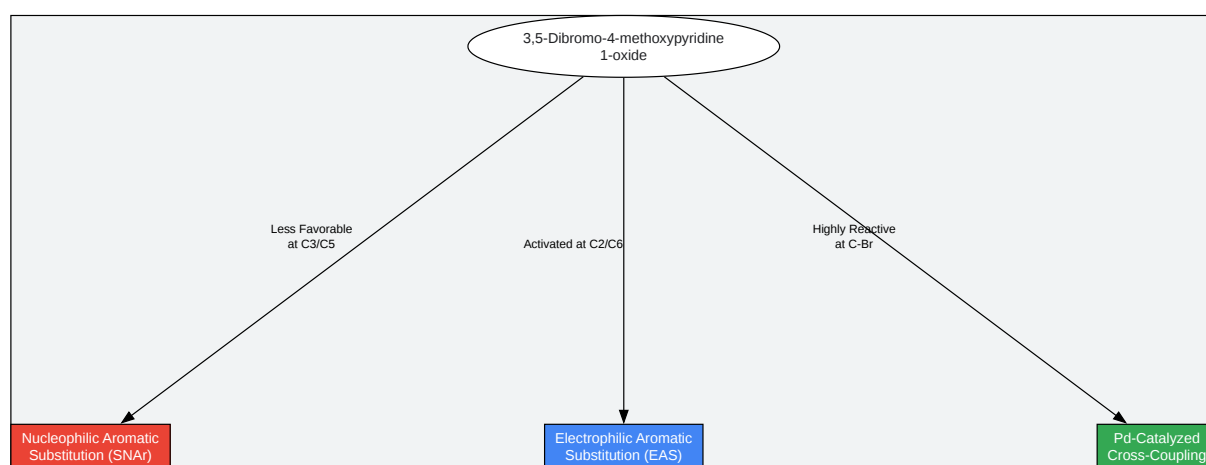 3,5-Dibromo-4-methoxypyridine
1-oxide
Less Favorable
at C3/C5
Activated at C2/C6
Highly Reactive
at C-Br
Nucleophilic Aromatic
Substitution (SNAr)
Electrophilic Aromatic
Substitution (EAS)
Pd-Catalyzed
Cross-Coupling